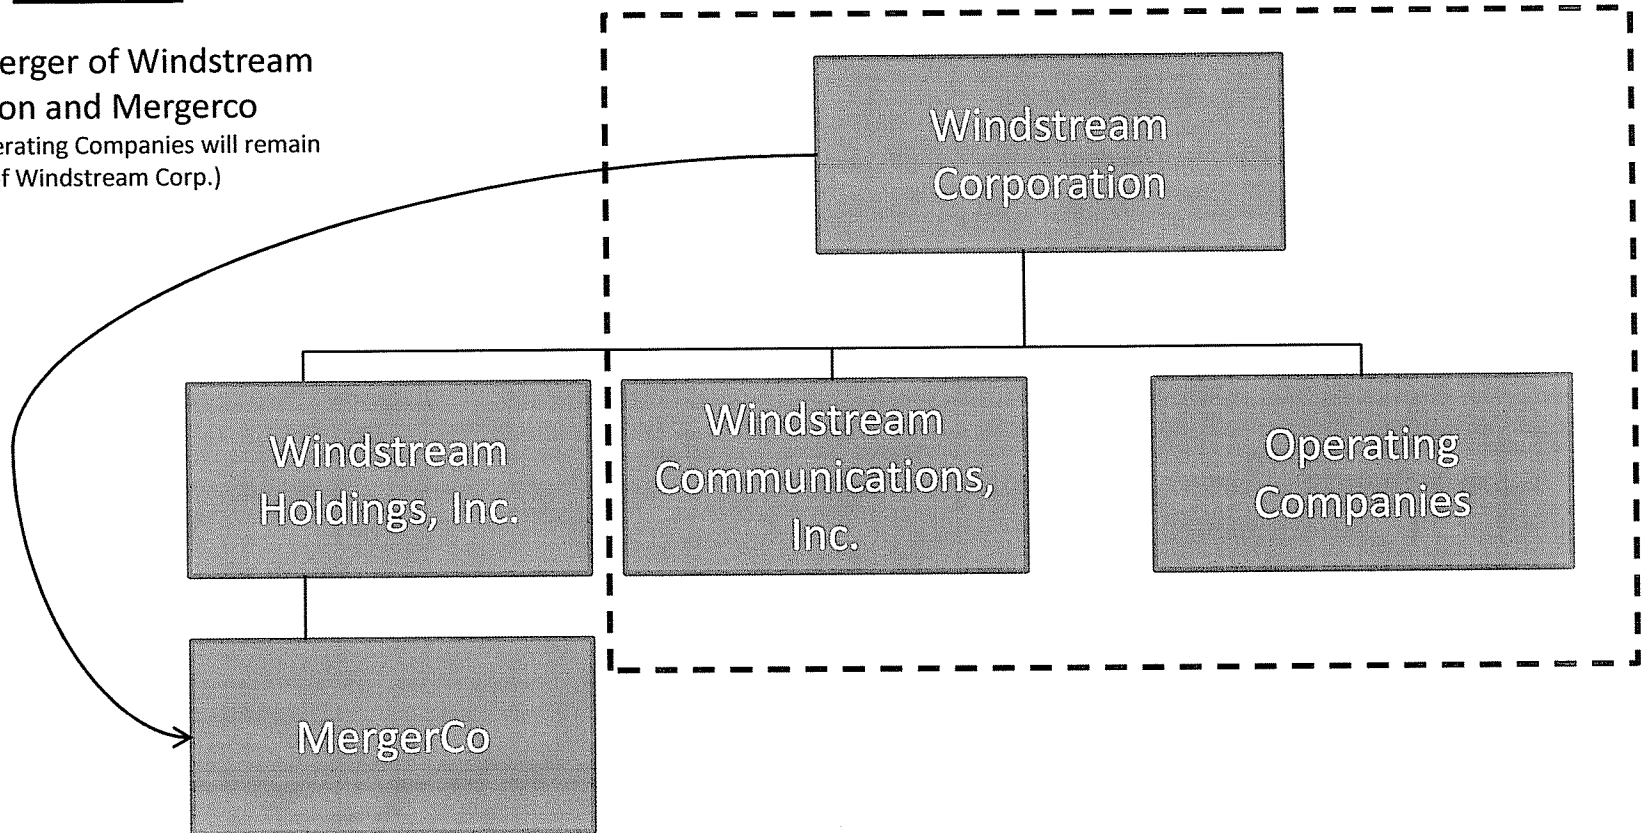 erger of Windstream
on and Mergerco
erating Companies will remain
f Windstream Corp.)
Windstream
Corporation
Windstream
Holdings, Inc.
Windstream
Communications,
Inc.
Operating
Companies
MergerCo